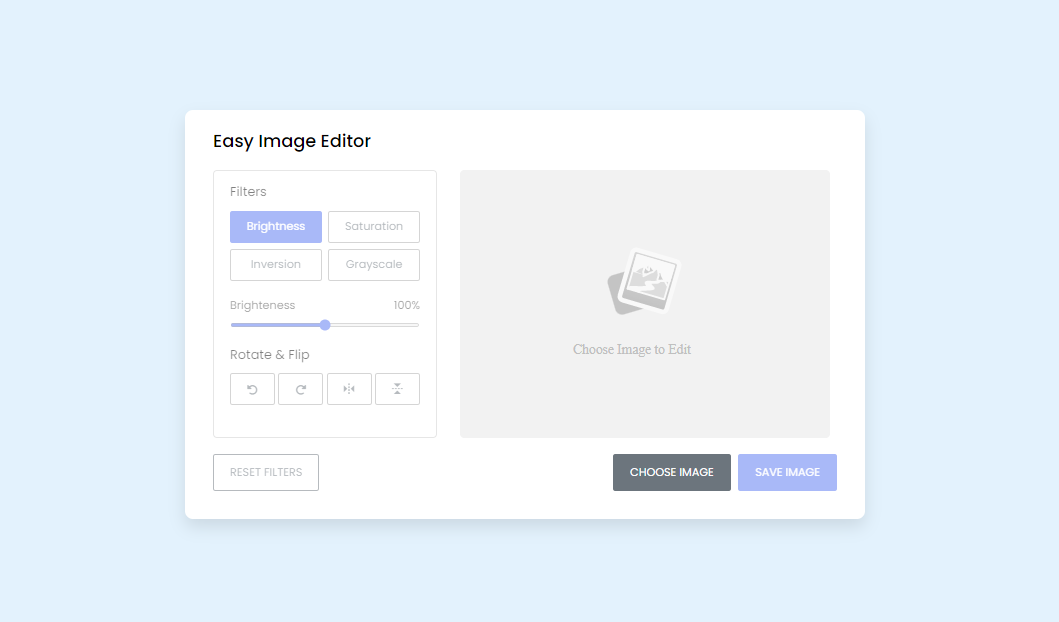 Easy Image Editor
Filters
Brightness Saturation
Inversion Grayscale
Brighteness 100%
Rotate & Flip
Choose Image to Edit
RESET FILTERS CHOOSE IMAGE SAVE IMAGE